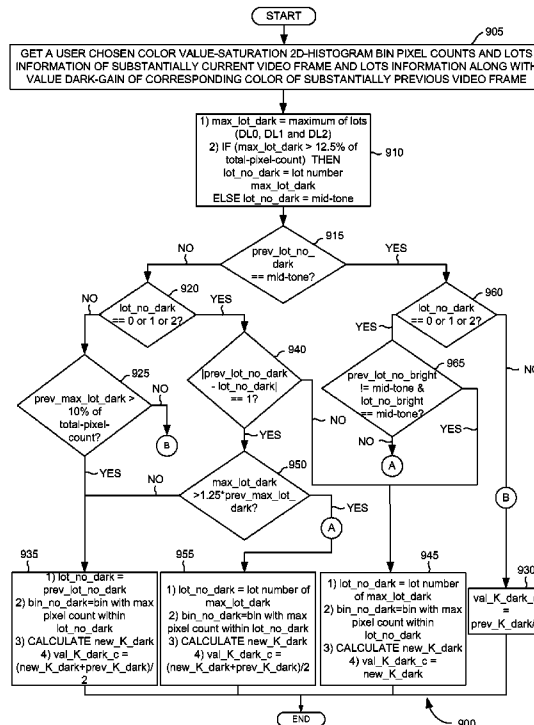 START
905
GET A USER CHOSEN COLOR VALUE-SATURATION 2D-HISTOGRAM BIN PIXEL COUNTS AND LOTS
INFORMATION OF SUBSTANTIALLY CURRENT VIDEO FRAME AND LOTS INFORMATION ALONG WITH
VALUE DARK-GAIN OF CORRESPONDING COLOR OF SUBSTANTIALLY PREVIOUS VIDEO FRAME
1) max_lot_dark = maximum of lots
(DL0, DL1 and DL2)
2) IF (max_lot_dark > 12.5% of
total-pixel-count) THEN
lot_no_dark = lot number
max_lot_dark
ELSE lot_no_dark = mid-tone
910
915
prev_lot_no_
dark
== mid-tone?
NO
YES
920
lot_no_dark
== 0 or 1 or 2?
NO
YES
960
lot_no_dark
== 0 or 1 or 2?
YES
925
prev_max_lot_dark >
10% of
total-pixel-
count?
NO
B
YES
940
|prev_lot_no_dark
- lot_no_dark|
== 1?
NO
YES
965
prev_lot_no_bright
!= mid-tone &
lot_no_bright
== mid-tone?
NO
A
YES
950
max_lot_dark
>1.25*prev_max_lot_
dark?
NO
YES
A
B
935
1) lot_no_dark =
prev_lot_no_dark
2) bin_no_dark=bin with max
pixel count within
lot_no_dark
3) CALCULATE new_K_dark
4) val_K_dark_c =
(new_K_dark+prev_K_dark)/
2
955
1) lot_no_dark = lot number of
max_lot_dark
2) bin_no_dark=bin with max
pixel count within lot_no_dark
3) CALCULATE new_K_dark
4) val_K_dark_c =
(new_K_dark+prev_K_dark)/2
945
1) lot_no_dark = lot number
of max_lot_dark
2) bin_no_dark=bin with max
pixel count within
lot_no_dark
3) CALCULATE new_K_dark
4) val_K_dark_c =
new_K_dark
930
=
END
900